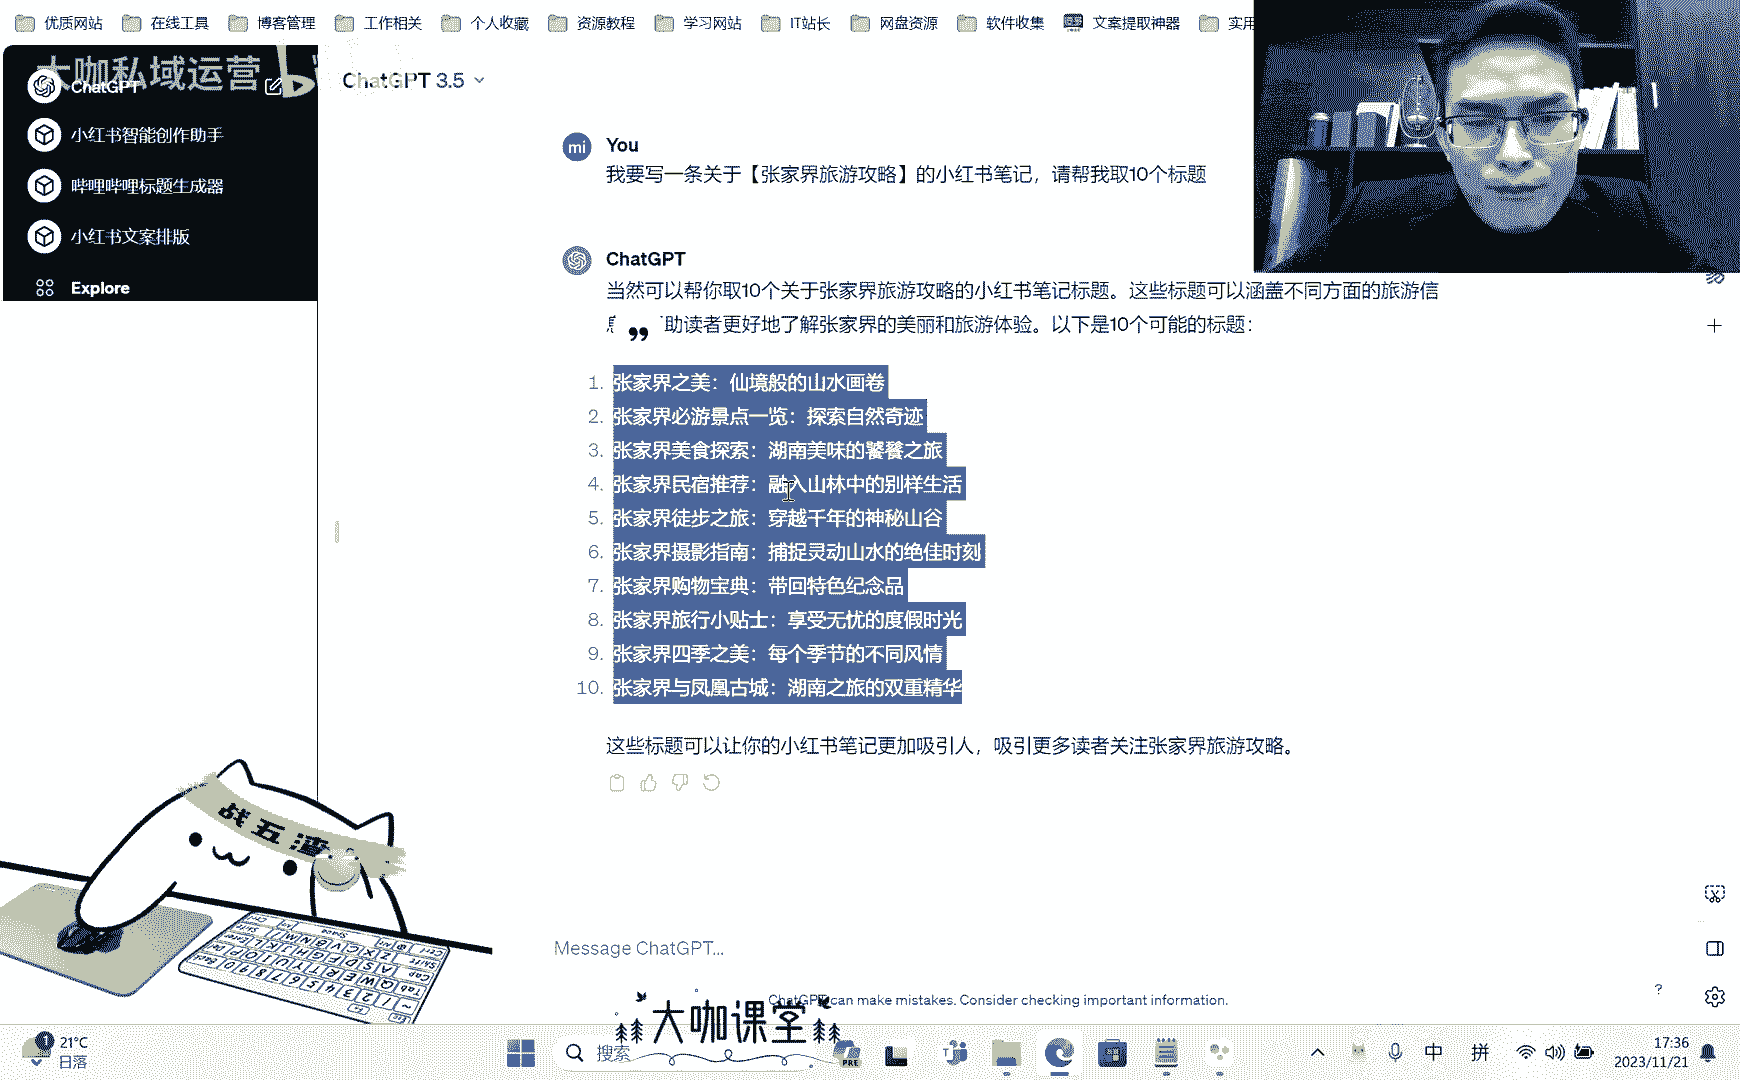 优质网站
在线工具
博客管理
工作相关
个人收藏
资源教程
学习网站
IT站长
网盘资源
软件收集
文案提取神器
实用
大咖私域运营
ChatGPT
小红书智能创作助手
哔哩哔哩标题生成器
小红书文案排版
Explore
ChatGPT 3.5
mi
You
我要写一条关于【张家界旅游攻略】的小红书笔记，请帮我取10个标题
ChatGPT
当然可以帮你取10个关于张家界旅游攻略的小红书笔记标题。这些标题可以涵盖不同方面的旅游信
助读者更好地了解张家界的美丽和旅游体验。以下是10个可能的标题：
1. 张家界之美：仙境般的山水画卷
2. 张家界必游景点一览：探索自然奇迹
3. 张家界美食探索：湖南美味的饕餮之旅
4. 张家界民宿推荐：融入山林中的别样生活
5. 张家界徒步之旅：穿越千年的神秘山谷
6. 张家界摄影指南：捕捉灵动山水的绝佳时刻
7. 张家界购物宝典：带回特色纪念品
8. 张家界旅行小贴士：享受无忧的度假时光
9. 张家界四季之美：每个季节的不同风情
10. 张家界与凤凰古城：湖南之旅的双重精华
这些标题可以让你的小红书笔记更加吸引人，吸引更多读者关注张家界旅游攻略。
战五渣
Message ChatGPT...
ChatGPT can make mistakes. Consider checking important information.
大咖课堂
?
1
21°C
日落
搜索
PRE
中
拼
17:36
2023/11/21